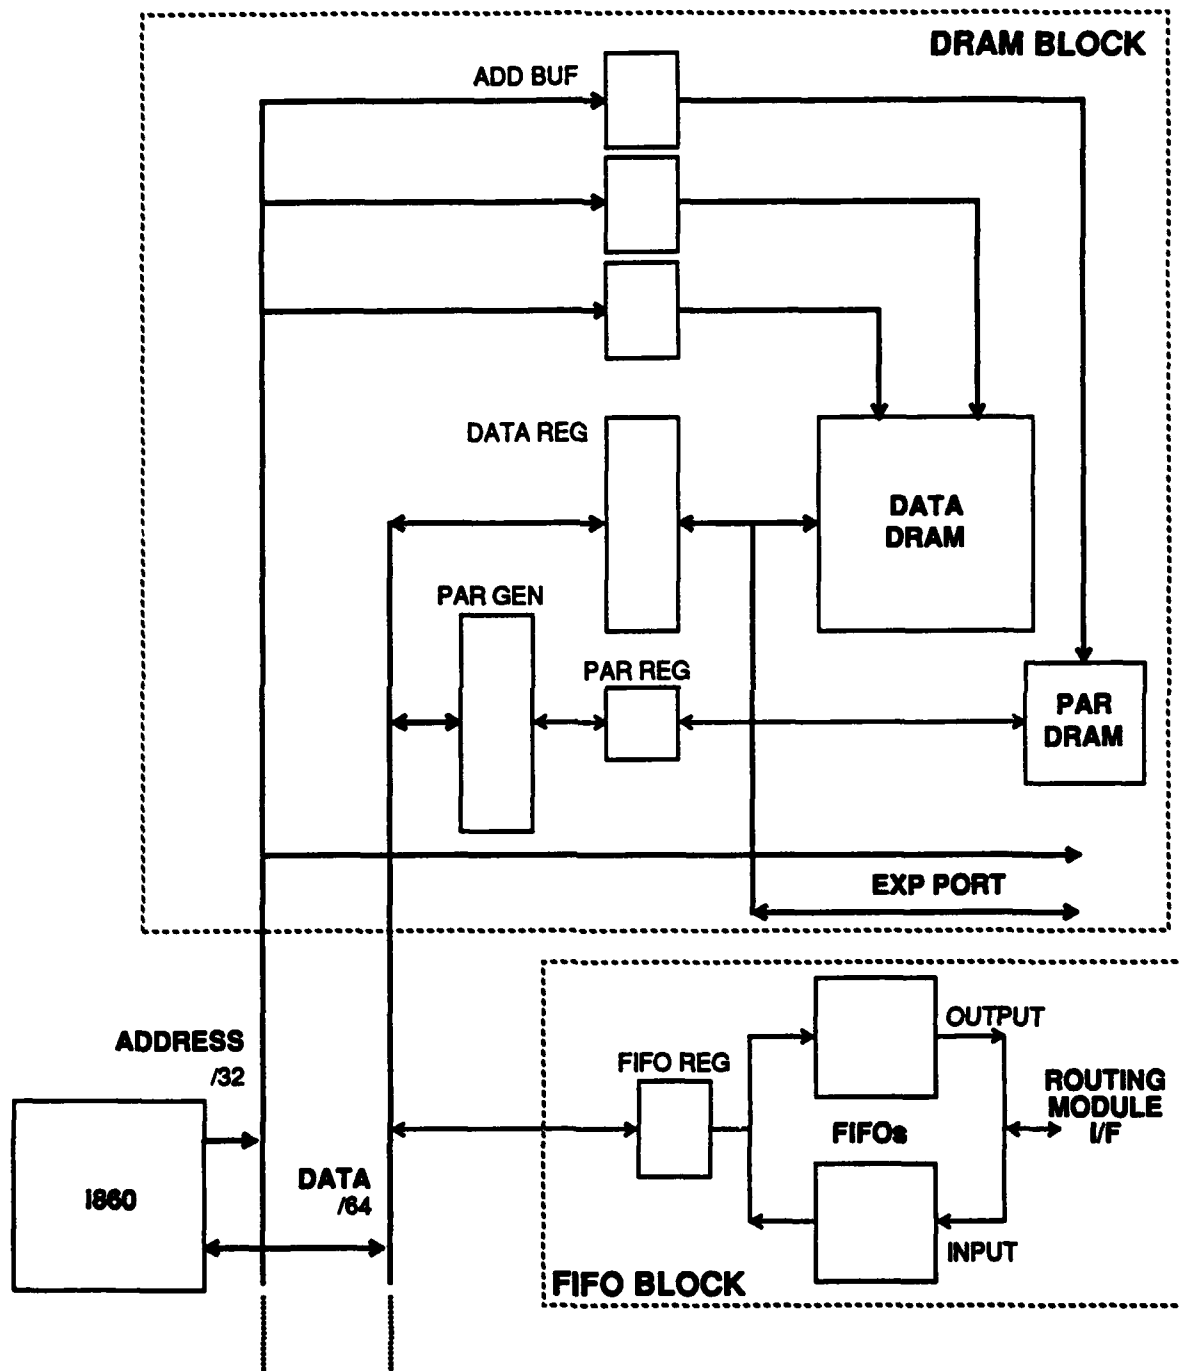 DRAM BLOCK
ADD BUF
DATA REG
DATA
DRAM
PAR GEN
PAR REG
PAR
DRAM
EXP PORT
ADDRESS
/32
OUTPUT
FIFO REG
ROUTING
MODULE
I/F
FIFOs
DATA
/64
I860
INPUT
FIFO BLOCK